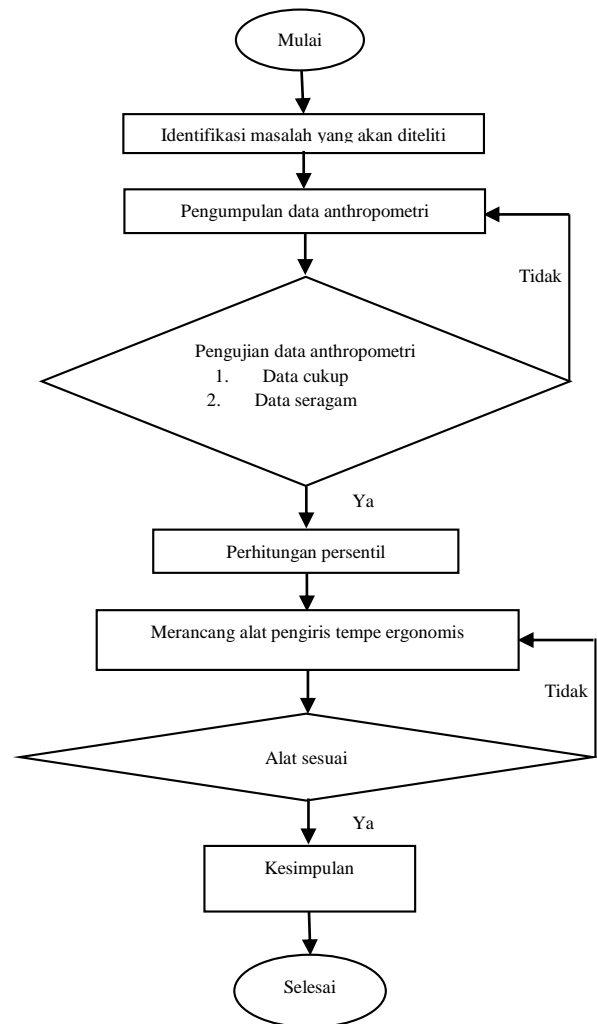 Mulai
Identifikasi masalah yang akan diteliti
Pengumpulan data anthropometri
Tidak
Pengujian data anthropometri
1. Data cukup
2. Data seragam
Ya
Perhitungan persentil
Merancang alat pengiris tempe ergonomis
Tidak
Alat sesuai
Ya
Kesimpulan
Selesai